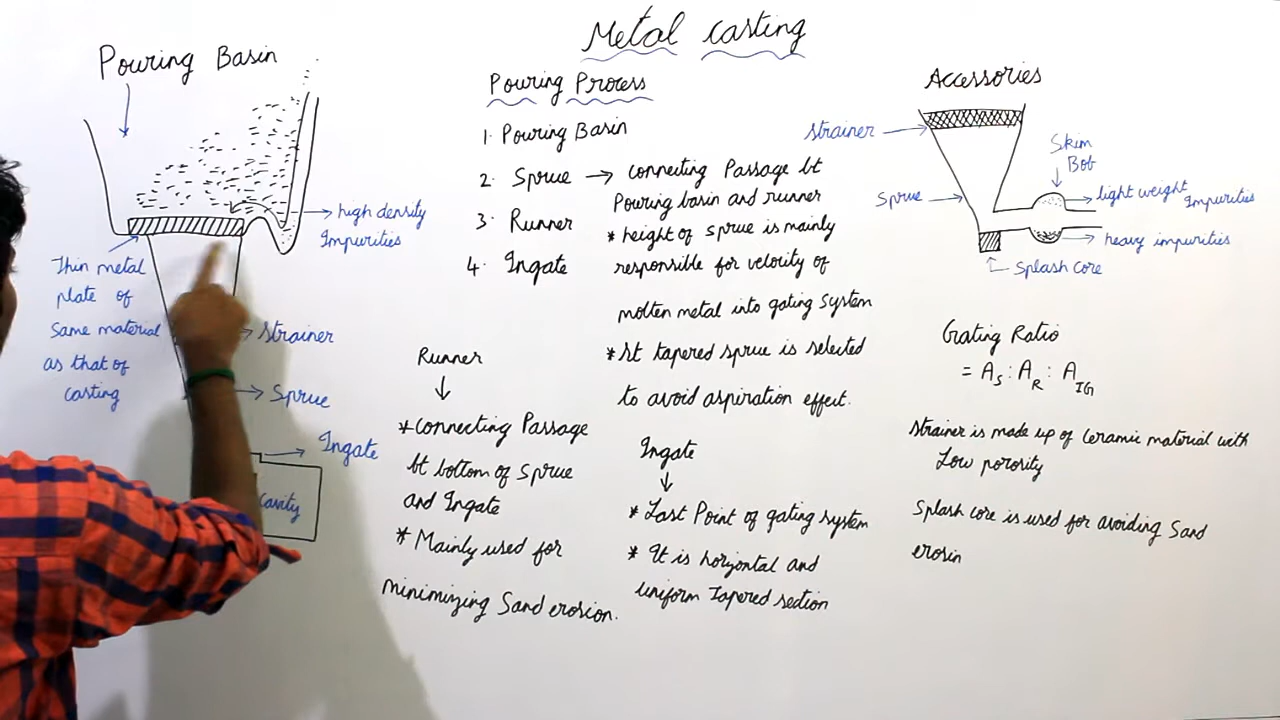 Metal casting
Pouring Basin
high density
Impurities
Thin metal
plate of
Same material
as that of
casting
Strainer
Sprue
Ingate
Cavity
Pouring Process
1. Pouring Basin
2. Sprue → connecting Passage bt
Pouring basin and runner
3. Runner
* height of sprue is mainly
4. Ingate
responsible for velocity of
molten metal into gating System
* St tapered sprue is selected
to avoid aspiration effect.
Runner
↓
* Connecting Passage
bt bottom of Sprue
and Ingate
* Mainly used for
minimizing Sand erosion.
Ingate
↓
* Last Point of gating system
* It is horizontal and
uniform Tapered section
Accessories
Strainer
Skim
Bob
Sprue
light weight Impurities
heavy impurities
Splash core
Grating Ratio
= AS : AR : AIG
Strainer is made up of ceramic material with
Low porosity
Splash core is used for avoiding Sand
erosin